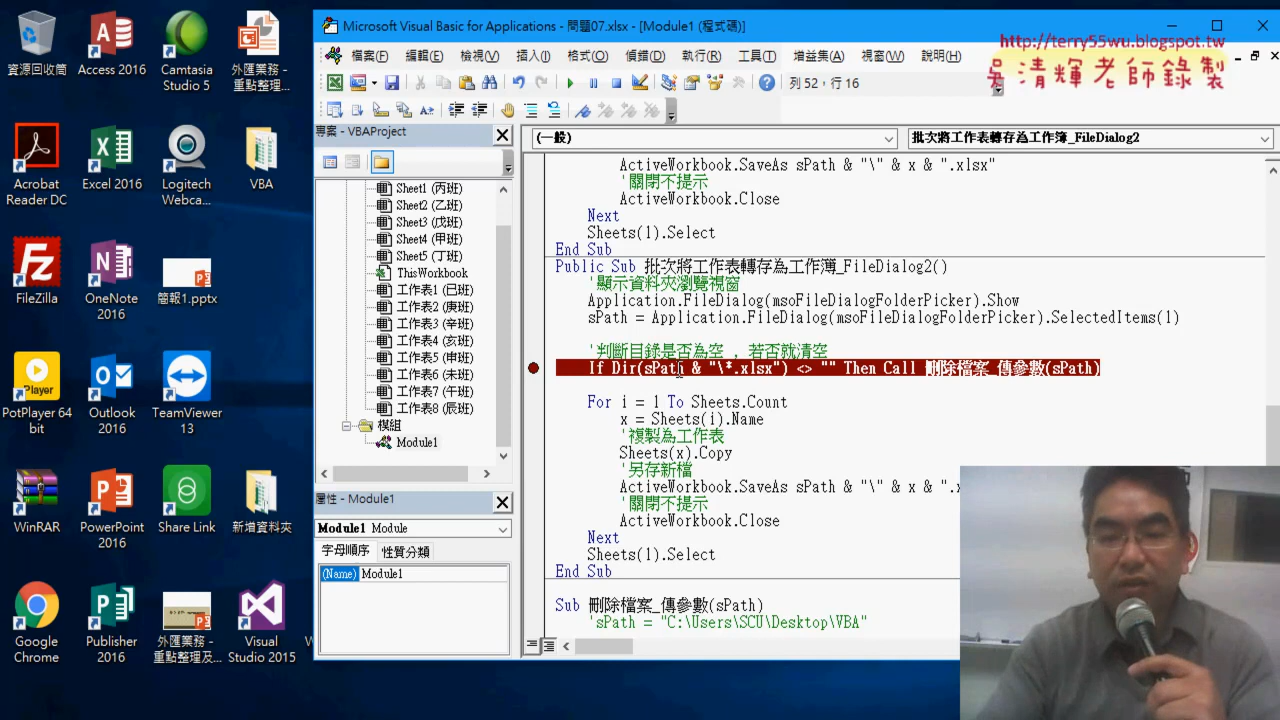 資源回收筒
Access 2016
Camtasia Studio 5
外匯業務 - 重點整理...
Acrobat Reader DC
Excel 2016
Logitech Webca...
VBA
FileZilla
OneNote 2016
簡報1.pptx
PotPlayer 64 bit
Outlook 2016
TeamViewer 13
WinRAR
PowerPoint 2016
Share Link
新增資料夾
Google Chrome
Publisher 2016
外匯業務 - 重點整理及...
Visual Studio 2015
Microsoft Visual Basic for Applications - 問題07.xlsx - [Module1 (程式碼)]
http://terry55wu.blogspot.tw
吳清輝老師錄製
檔案(F) 編輯(E) 檢視(V) 插入(I) 格式(O) 偵錯(D) 執行(R) 工具(T) 增益集(A) 視窗(W) 說明(H)
列 52，行 16
專案 - VBAProject
Sheet1 (丙班)
Sheet2 (乙班)
Sheet3 (戊班)
Sheet4 (甲班)
Sheet5 (丁班)
ThisWorkbook
工作表1 (已班)
工作表2 (庚班)
工作表3 (辛班)
工作表4 (亥班)
工作表5 (申班)
工作表6 (未班)
工作表7 (午班)
工作表8 (辰班)
模組
Module1
屬性 - Module1
Module1 Module
字母順序 性質分類
(Name) Module1
(一般)
批次將工作表轉存為工作簿_FileDialog2
ActiveWorkbook.SaveAs sPath & "\" & x & ".xlsx"
'關閉不提示
ActiveWorkbook.Close
Next
Sheets(1).Select
End Sub
Public Sub 批次將工作表轉存為工作簿_FileDialog2()
'顯示資料夾瀏覽視窗
Application.FileDialog(msoFileDialogFolderPicker).Show
sPath = Application.FileDialog(msoFileDialogFolderPicker).SelectedItems(1)
'判斷目錄是否為空 , 若否就清空
If Dir(sPath & "\*.xlsx") <> "" Then Call 刪除檔案_傳參數(sPath)
For i = 1 To Sheets.Count
x = Sheets(i).Name
'複製為工作表
Sheets(x).Copy
'另存新檔
ActiveWorkbook.SaveAs sPath & "\" & x & ".x
'關閉不提示
ActiveWorkbook.Close
Next
Sheets(1).Select
End Sub
Sub 刪除檔案_傳參數(sPath)
'sPath = "C:\Users\SCU\Desktop\VBA"